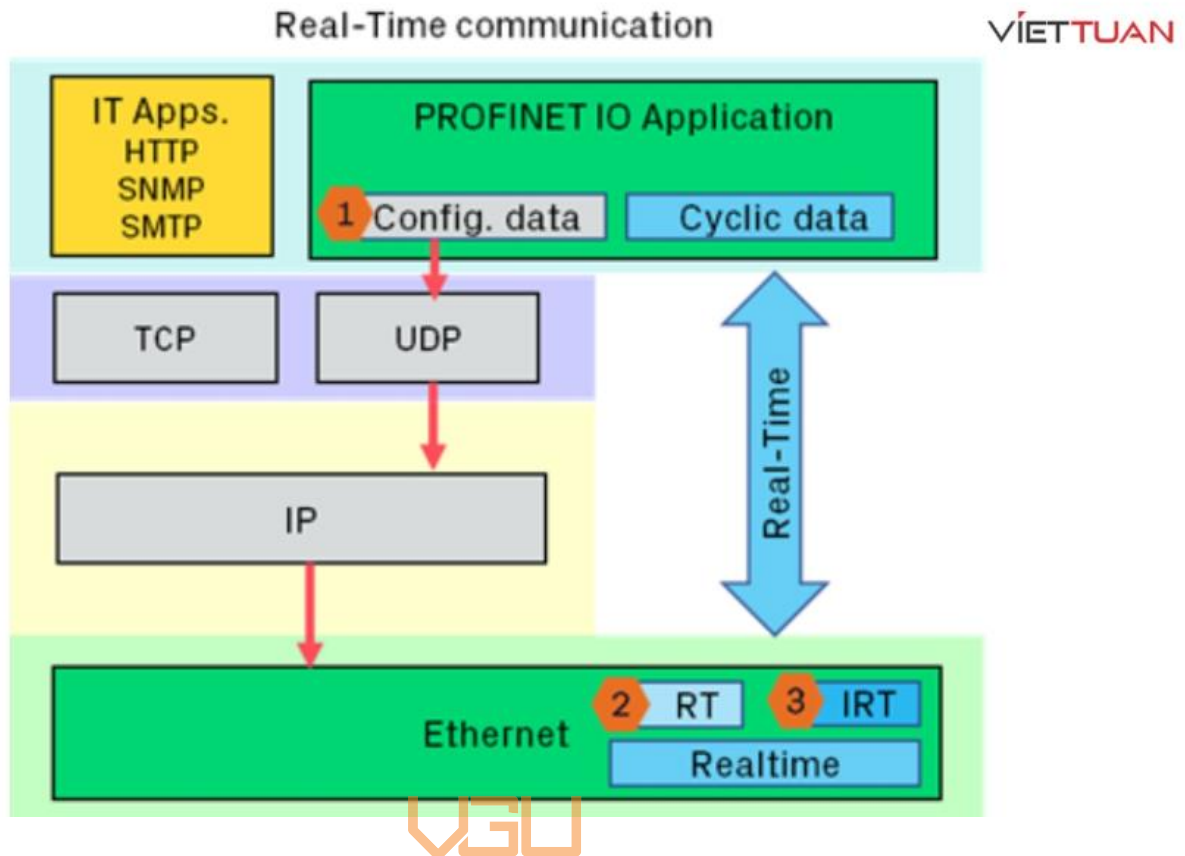 Real-Time communication
VIETTUAN
IT Apps.
HTTP
SNMP
SMTP
PROFINET IO Application
1 Config. data
Cyclic data
TCP
UDP
Real-Time
IP
Ethernet
2 RT
3 IRT
Realtime
VGU